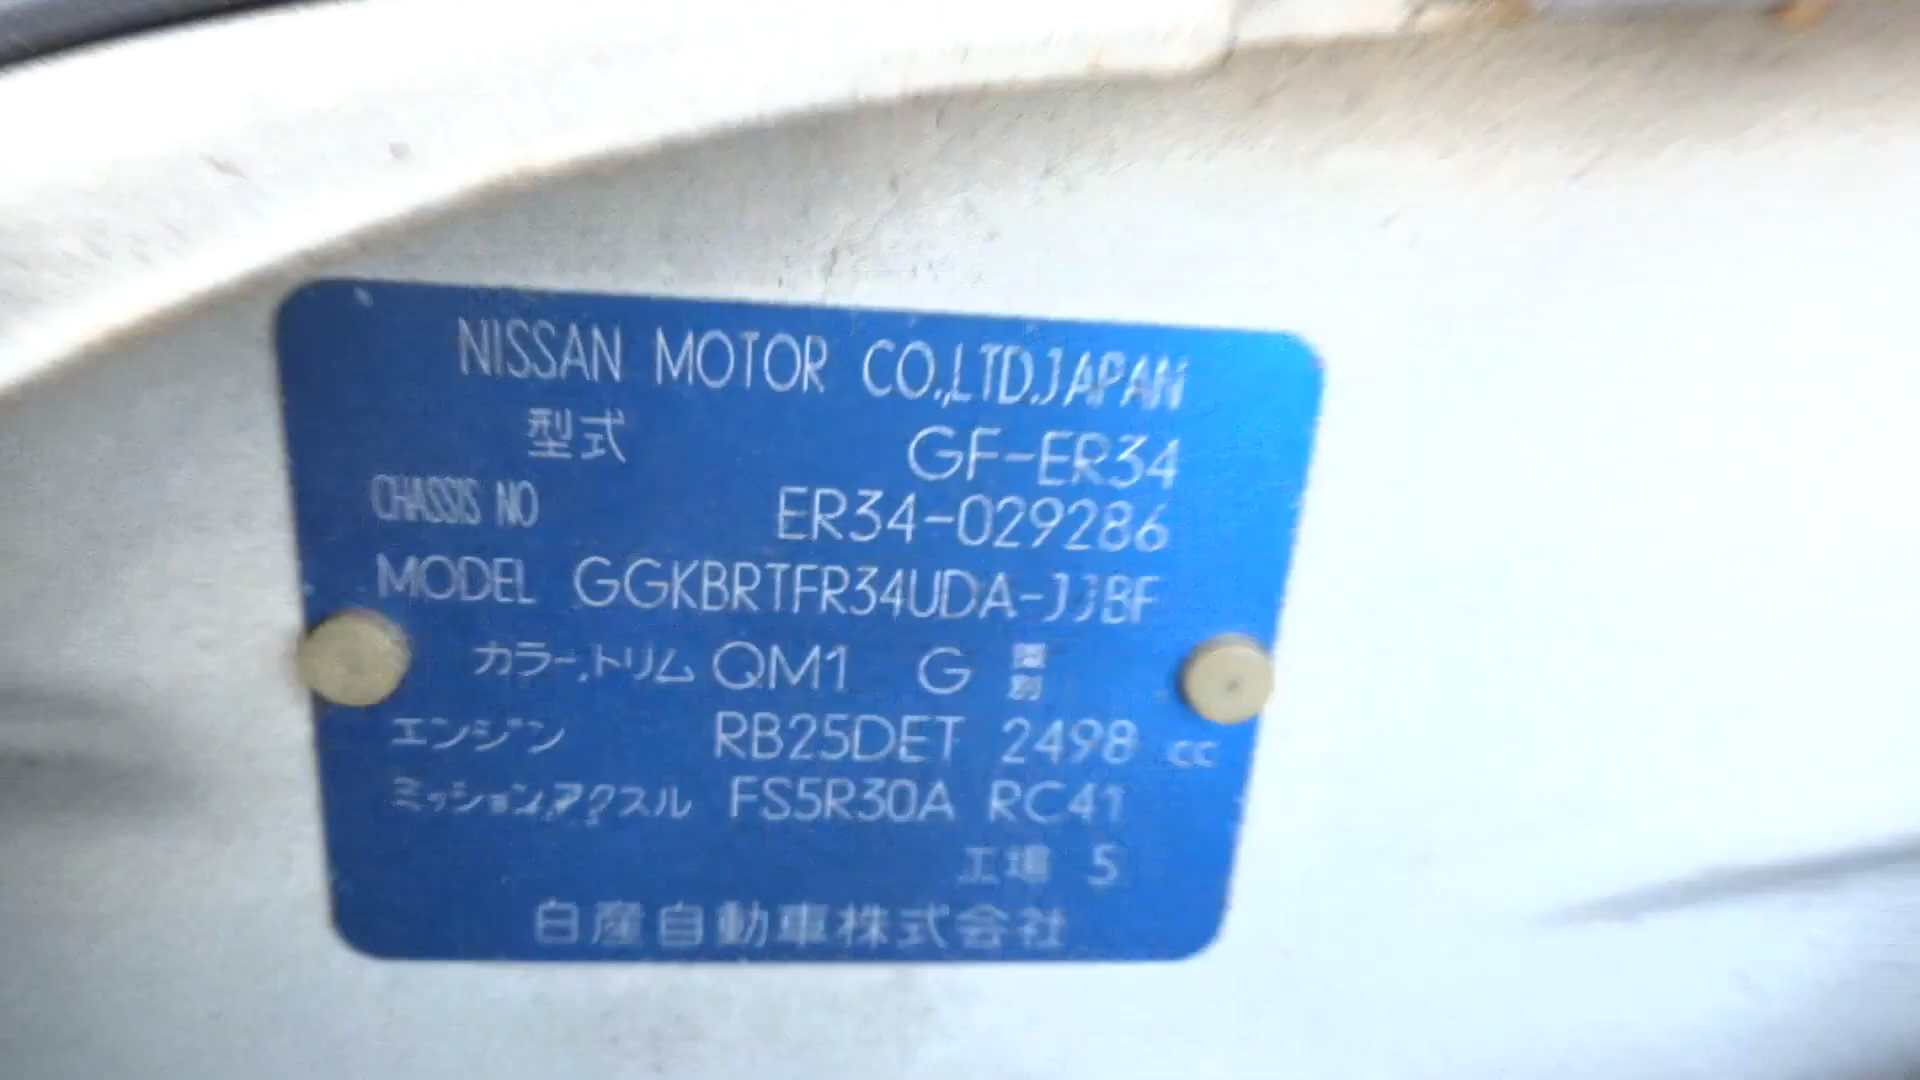 NISSAN MOTOR CO.,LTD.JAPAN
型式 GF-ER34
CHASSIS NO ER34-029286
MODEL GGKBRTFR34UDA-JJBF
カラー,トリム QM1 G
エンジン RB25DET 2498 cc
ミッション,アクスル FS5R30A RC41
工場 5
日産自動車株式会社